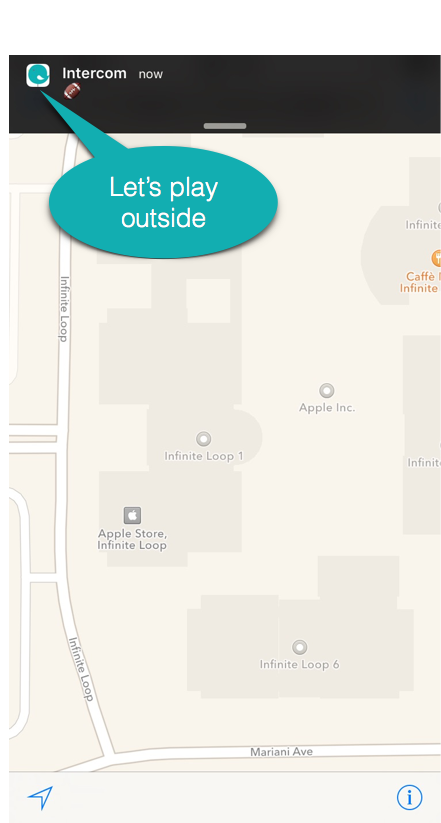 Intercom now
🏈
Let's play
outside
Infinite
Caffè
Infinite
Infinite Loop
Apple Inc.
Infinite Loop 1
Infinit
Apple Store,
Infinite Loop
Infinite Loop
Infinite Loop 6
Mariani Ave